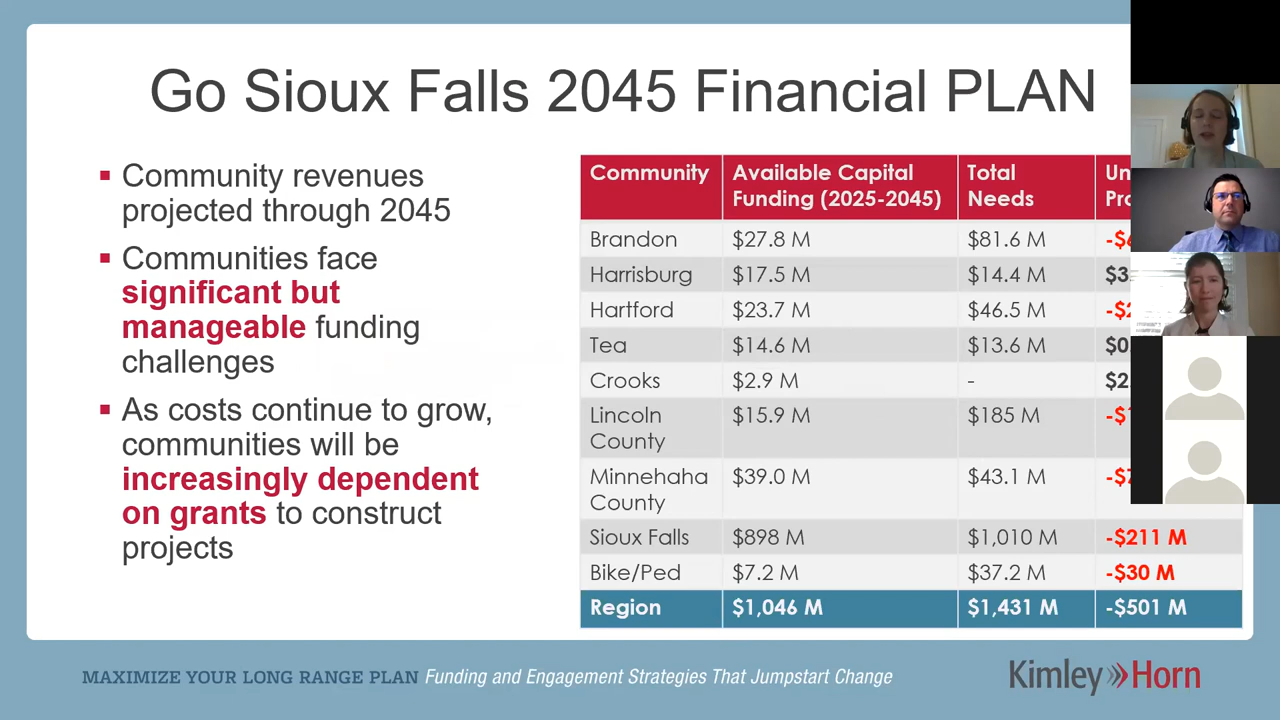 Go Sioux Falls 2045 Financial PLAN
Community revenues
projected through 2045
Communities face
significant but
manageable funding
challenges
As costs continue to grow,
communities will be
increasingly dependent
on grants to construct
projects
Community Available Capital Funding (2025-2045) Total Needs
Brandon $27.8 M $81.6 M
Harrisburg $17.5 M $14.4 M
Hartford $23.7 M $46.5 M
Tea $14.6 M $13.6 M
Crooks $2.9 M -
Lincoln County $15.9 M $185 M
Minnehaha County $39.0 M $43.1 M
Sioux Falls $898 M $1,010 M -$211 M
Bike/Ped $7.2 M $37.2 M -$30 M
Region $1,046 M $1,431 M -$501 M
MAXIMIZE YOUR LONG RANGE PLAN Funding and Engagement Strategies That Jumpstart Change
Kimley»Horn